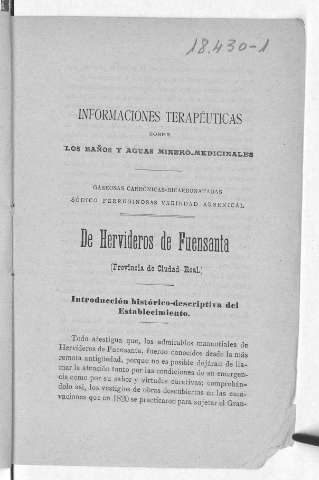 18.430-1
INFORMACIONES TERAPÉUTICAS
SOBRE
LOS BAÑOS Y AGUAS MINERO-MEDICINALES
GASEOSAS CARBÓNICAS-BICARBONATADAS
SÓDICO FERRUGINOSAS VARIEDAD ARSENICAL
De Hervideros de Fuensanta
(Provincia de Ciudad-Real.)
Introducción histórico-descriptiva del
Establecimiento.
Todo atestigua que, los admirables manantiales de
Hervideros de Fuensanta, fueron conocidos desde la más
remota antigüedad, porque no es posible dejáran de lla-
mar la atención tanto por las condiciones de su emergen-
cia como por su sabor y virtudes curativas; comprobán-
dolo así, los vestigios de obras descubiertas en las esca-
vaciones que en 1820 se practicaron para sujetar el Gran-